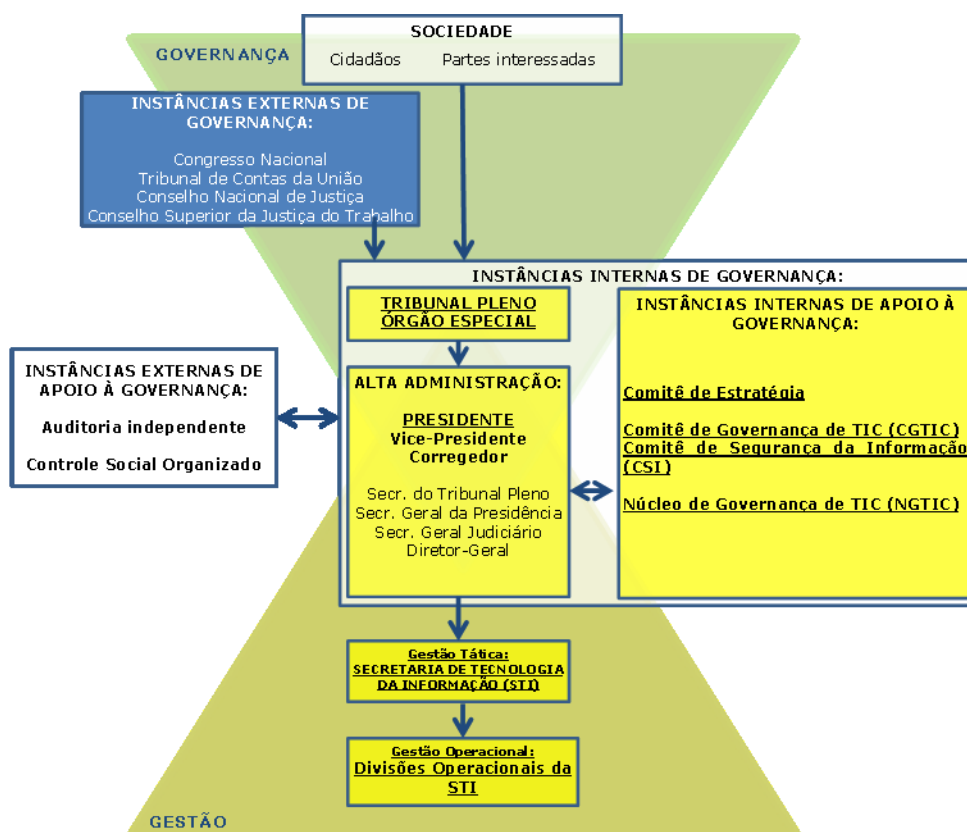 SOCIEDADE
GOVERNANÇA
Cidadãos Partes interessadas
INSTÂNCIAS EXTERNAS DE
GOVERNANÇA:
Congresso Nacional
Tribunal de Contas da União
Conselho Nacional de Justiça
Conselho Superior da Justiça do Trabalho
INSTÂNCIAS INTERNAS DE GOVERNANÇA:
TRIBUNAL PLENO
ÓRGÃO ESPECIAL
ALTA ADMINISTRAÇÃO:
PRESIDENTE
Vice-Presidente
Corregedor
Secr. do Tribunal Pleno
Secr. Geral da Presidência
Secr. Geral Judiciário
Diretor-Geral
INSTÂNCIAS INTERNAS DE APOIO À
GOVERNANÇA:
Comitê de Estratégia
Comitê de Governança de TIC (CGTIC)
Comitê de Segurança da Informação
(CSI)
Núcleo de Governança de TIC (NGTIC)
INSTÂNCIAS EXTERNAS DE
APOIO À GOVERNANÇA:
Auditoria independente
Controle Social Organizado
Gestão Tática:
SECRETARIA DE TECNOLOGIA
DA INFORMAÇÃO (STI)
Gestão Operacional:
Divisões Operacionais da
STI
GESTÃO